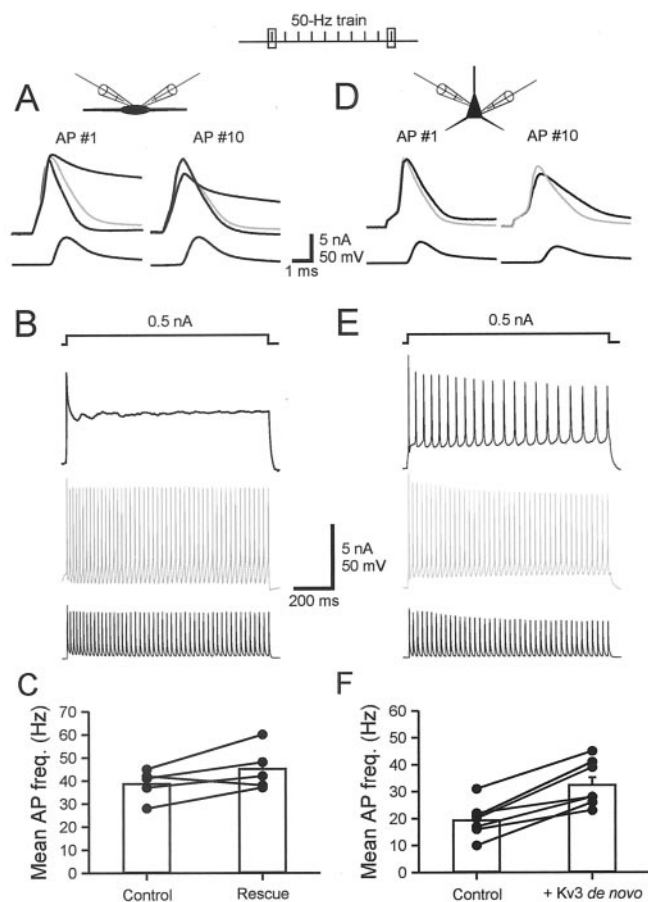 50-Hz train
A
AP #1
AP #10
D
AP #1
AP #10
5 nA
50 mV
1 ms
B
0.5 nA
E
0.5 nA
5 nA
50 mV
200 ms
C
Mean AP freq. (Hz)
70
60
50
40
30
20
10
0
Control
Rescue
F
Mean AP freq. (Hz)
60
50
40
30
20
10
0
Control
+ Kv3 de novo